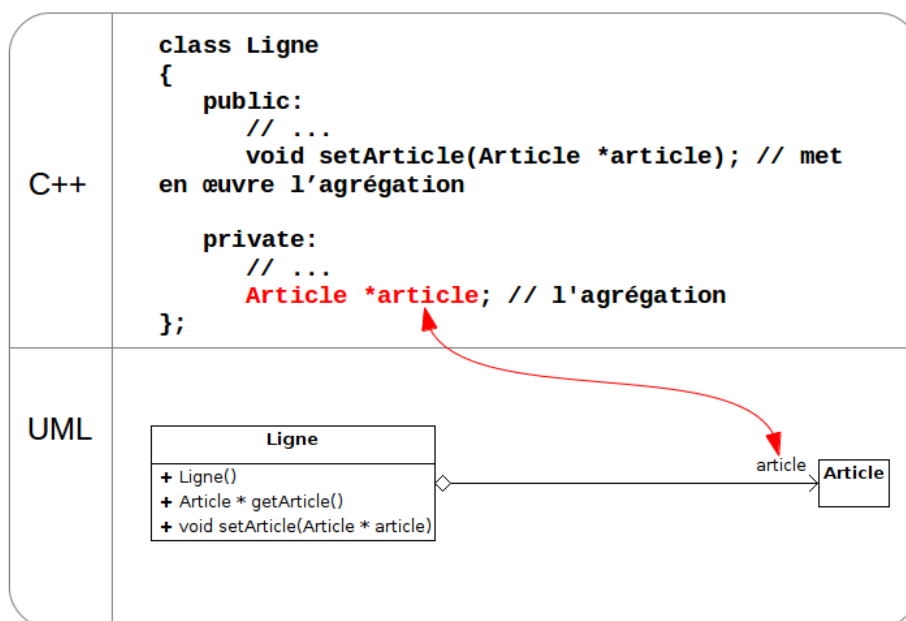 class Ligne
{
public:
// ...
void setArticle(Article *article); // met
en œuvre l’agrégation
C++
private:
// ...
Article *article; // l'agrégation
};
UML
Ligne
+ Ligne()
+ Article * getArticle()
+ void setArticle(Article * article)
article
Article